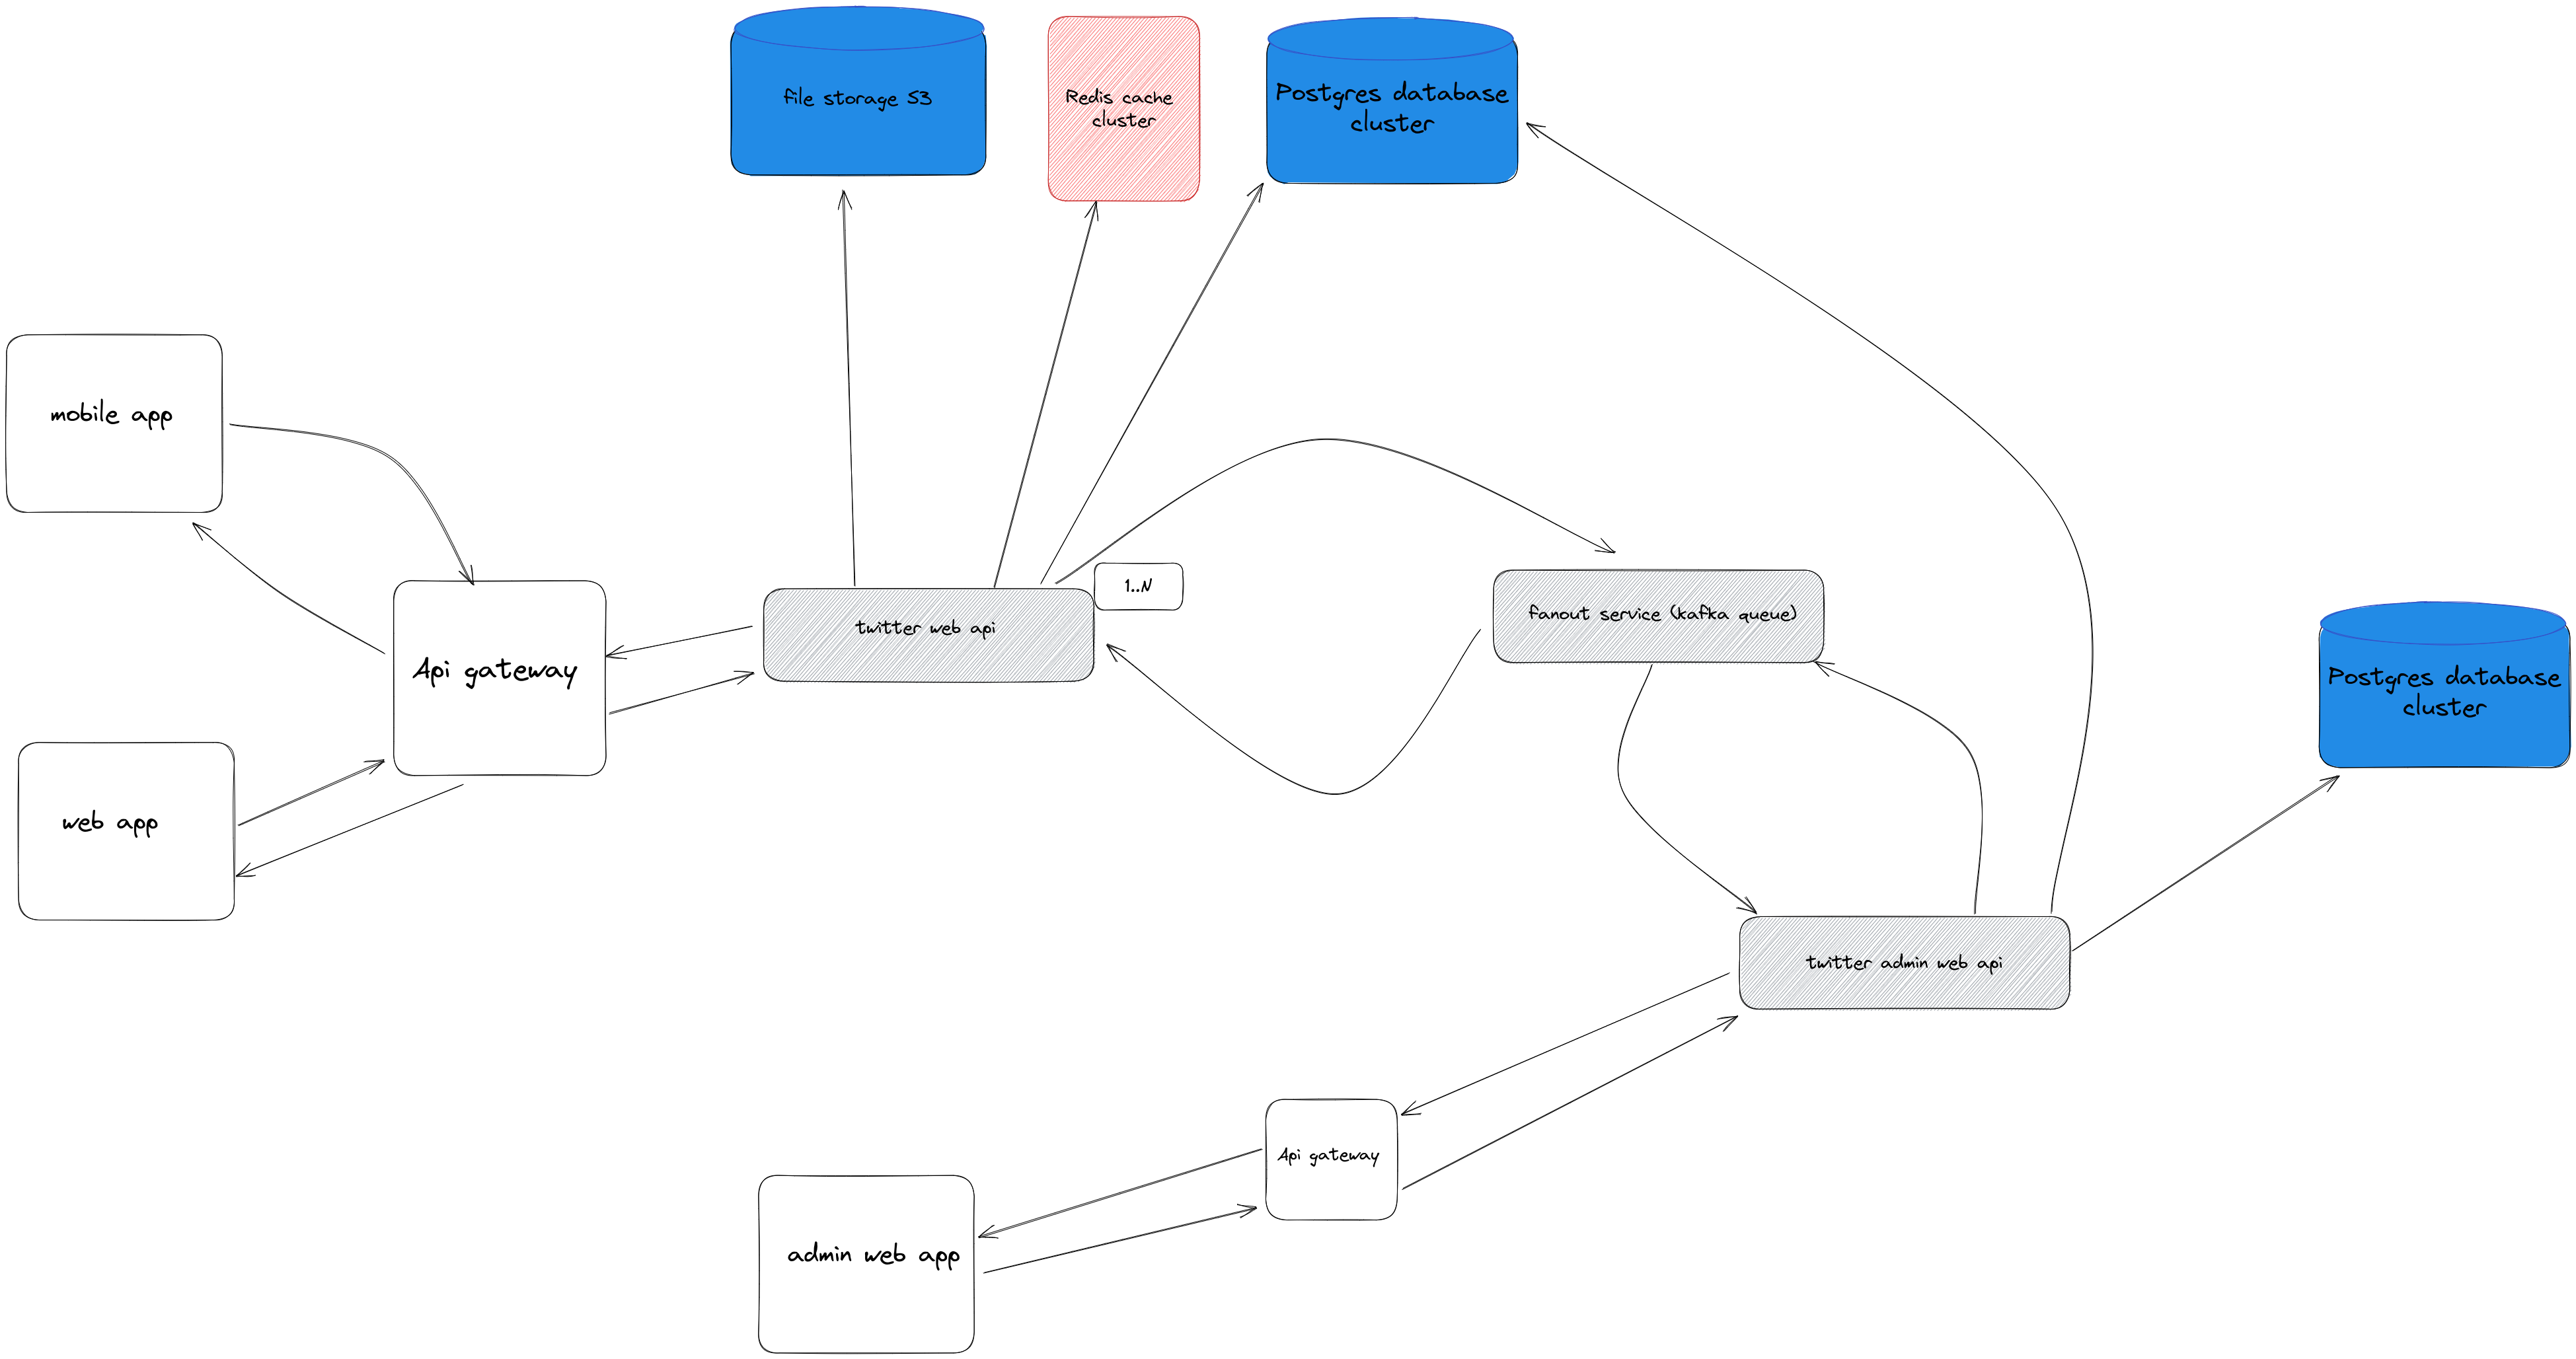 file storage S3
Redis cache
cluster
Postgres database
cluster
mobile app
1..N
twitter web api
fanout service (kafka queue)
Api gateway
Postgres database
cluster
web app
twitter admin web api
Api gateway
admin web app